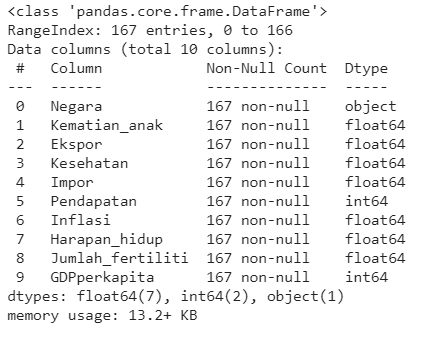 <class 'pandas.core.frame.DataFrame'>
RangeIndex: 167 entries, 0 to 166
Data columns (total 10 columns):
 #   Column            Non-Null Count  Dtype
---  ------            --------------  -----
 0   Negara            167 non-null    object
 1   Kematian_anak     167 non-null    float64
 2   Ekspor            167 non-null    float64
 3   Kesehatan         167 non-null    float64
 4   Impor             167 non-null    float64
 5   Pendapatan        167 non-null    int64
 6   Inflasi           167 non-null    float64
 7   Harapan_hidup     167 non-null    float64
 8   Jumlah_fertiliti  167 non-null    float64
 9   GDPperkapita      167 non-null    int64
dtypes: float64(7), int64(2), object(1)
memory usage: 13.2+ KB